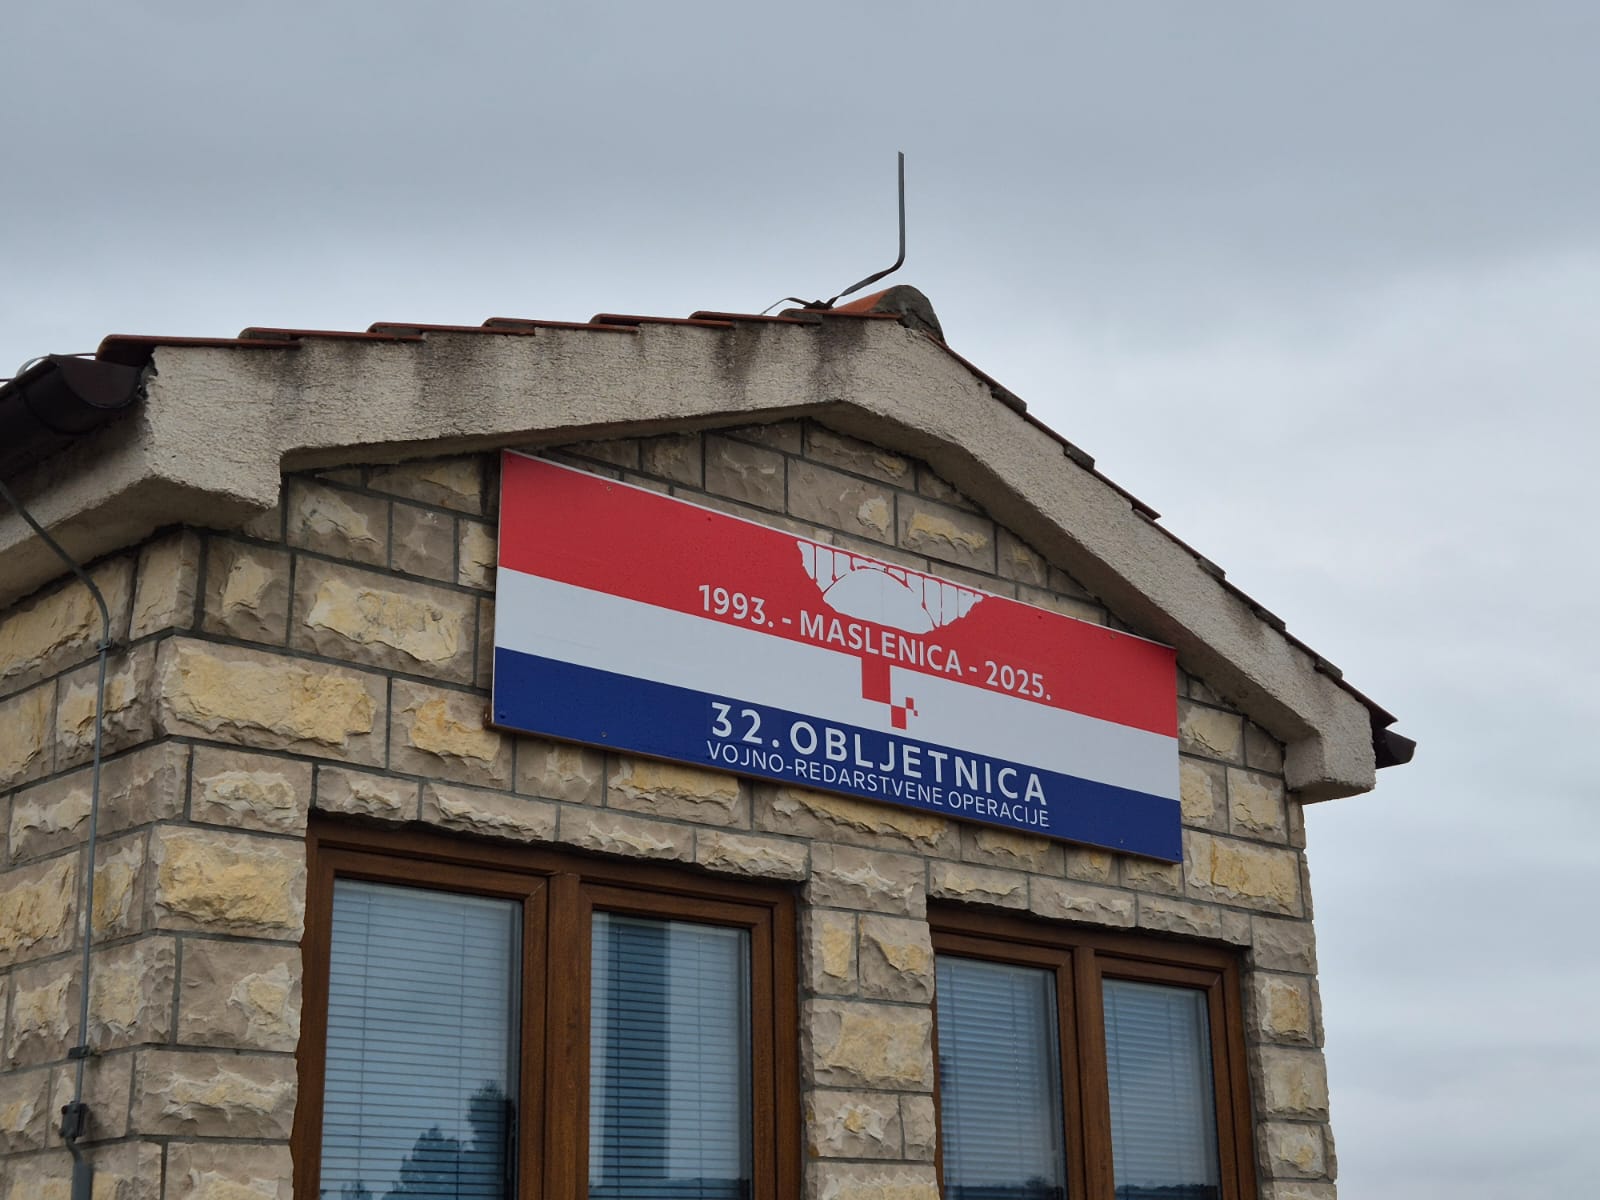 1993. - MASLENICA - 2025.
32. OBLJETNICA
VOJNO-REDARSTVENE OPERACIJE